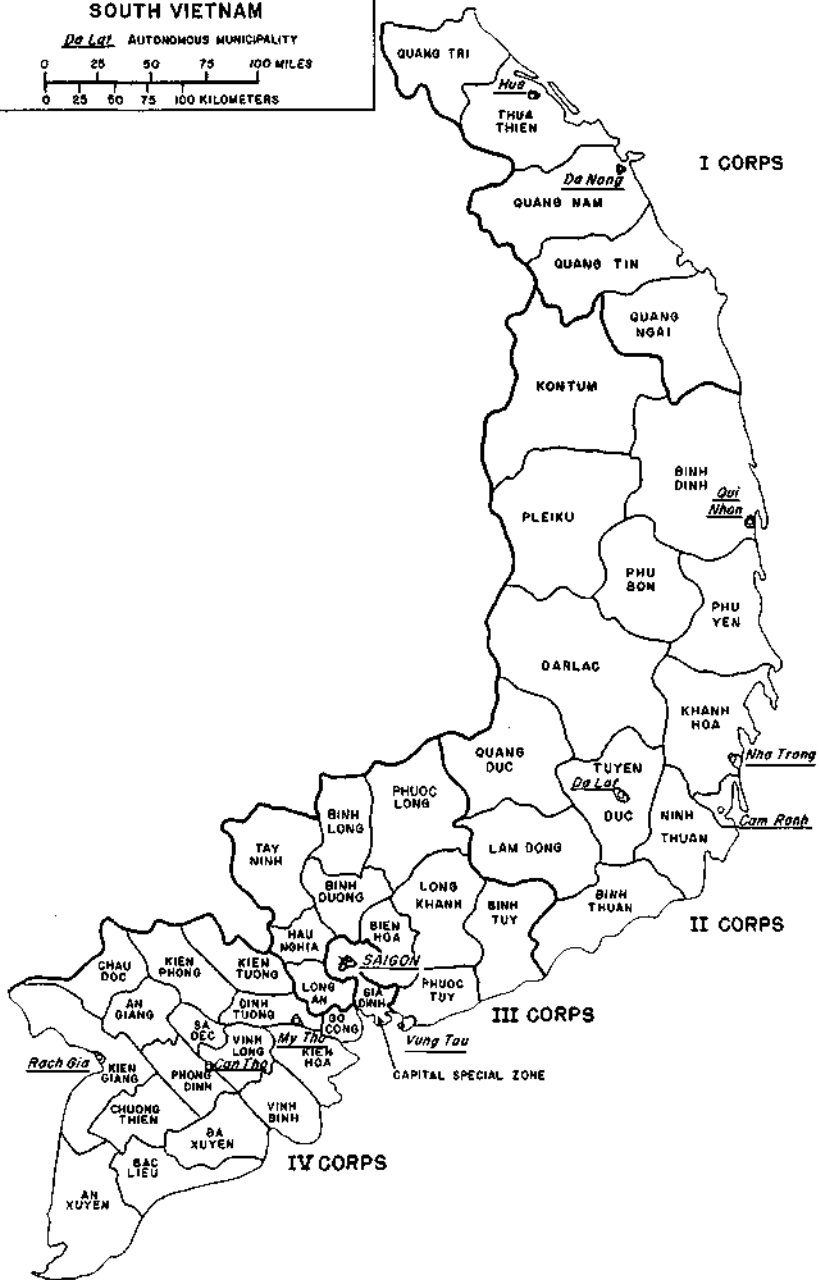 SOUTH VIETNAM
Da Lat AUTONOMOUS MUNICIPALITY
0 25 50 75 100 MILES
0 25 50 75 100 KILOMETERS
QUANG TRI
Hue
THUA
THIEN
I CORPS
Da Nang
QUANG NAM
QUANG TIN
QUANG
NGAI
KONTUM
BINH
DINH
Qui
Nhon
PLEIKU
PHU
BON
PHU
YEN
DARLAC
KHANH
HOA
QUANG
DUC
TUYEN
Da Lat
DUC
Nha Trang
PHUOC
LONG
BINH
LONG
NINH
THUAN
Cam Ranh
TAY
NINH
LAM DONG
BINH
DUONG
LONG
KHANH
BINH
TUY
BINH
THUAN
II CORPS
HAU
NGHIA
BIEN
HOA
SAIGON
CHAU
DOC
KIEN
PHONG
KIEN
TUONG
LONG
AN
GIA
DINH
PHUOC
TUY
III CORPS
AN
GIANG
DINH
TUONG
GO
CONG
SA
DEC
VINH
LONG
My Tho
KIEN
HOA
Vung Tau
CAPITAL SPECIAL ZONE
Rach Gia
KIEN
GIANG
PHONG
DINH
Can Tho
CHUONG
THIEN
VINH
BINH
BA
XUYEN
IV CORPS
BAC
LIEU
AN
XUYEN